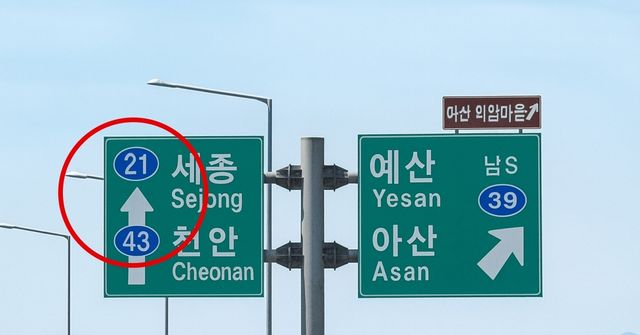 21 세종
Sejong
43 천안
Cheonan
아산 외암마을
예산 남S
Yesan 39
아산
Asan